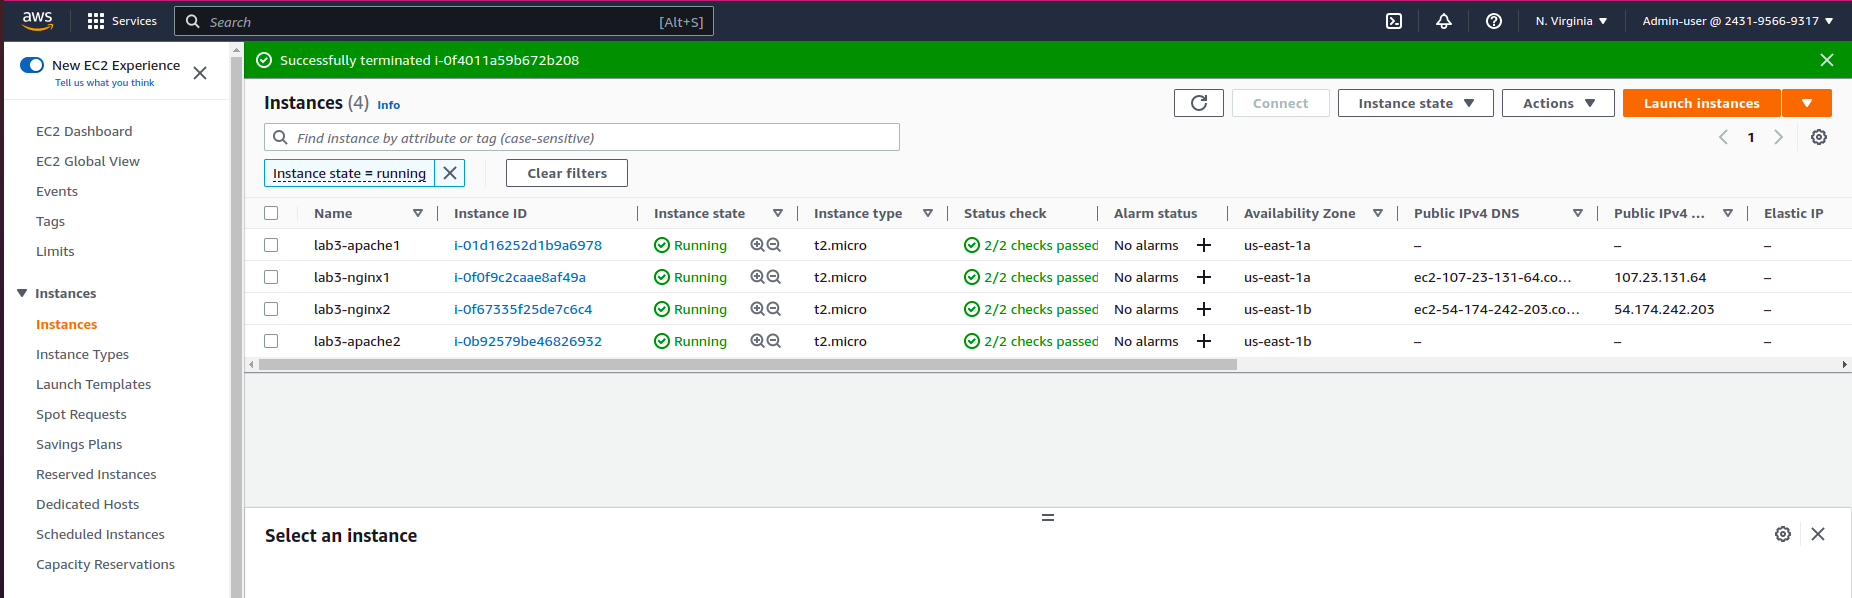 aws Services Search [Alt+S] N. Virginia Admin-user @ 2431-9566-9317
New EC2 Experience
Tell us what you think
EC2 Dashboard
EC2 Global View
Events
Tags
Limits
Instances
Instances
Instance Types
Launch Templates
Spot Requests
Savings Plans
Reserved Instances
Dedicated Hosts
Scheduled Instances
Capacity Reservations
Successfully terminated i-0f4011a59b672b208
Instances (4) Info
Connect Instance state Actions Launch instances
Find instance by attribute or tag (case-sensitive)
1
Instance state = running Clear filters
Name Instance ID Instance state Instance type Status check Alarm status Availability Zone Public IPv4 DNS Public IPv4 ... Elastic IP
lab3-apache1 i-01d16252d1b9a6978 Running t2.micro 2/2 checks passed No alarms + us-east-1a – – –
lab3-nginx1 i-0f0f9c2caae8af49a Running t2.micro 2/2 checks passed No alarms + us-east-1a ec2-107-23-131-64.co... 107.23.131.64 –
lab3-nginx2 i-0f67335f25de7c6c4 Running t2.micro 2/2 checks passed No alarms + us-east-1b ec2-54-174-242-203.co... 54.174.242.203 –
lab3-apache2 i-0b92579be46826932 Running t2.micro 2/2 checks passed No alarms + us-east-1b – – –
Select an instance